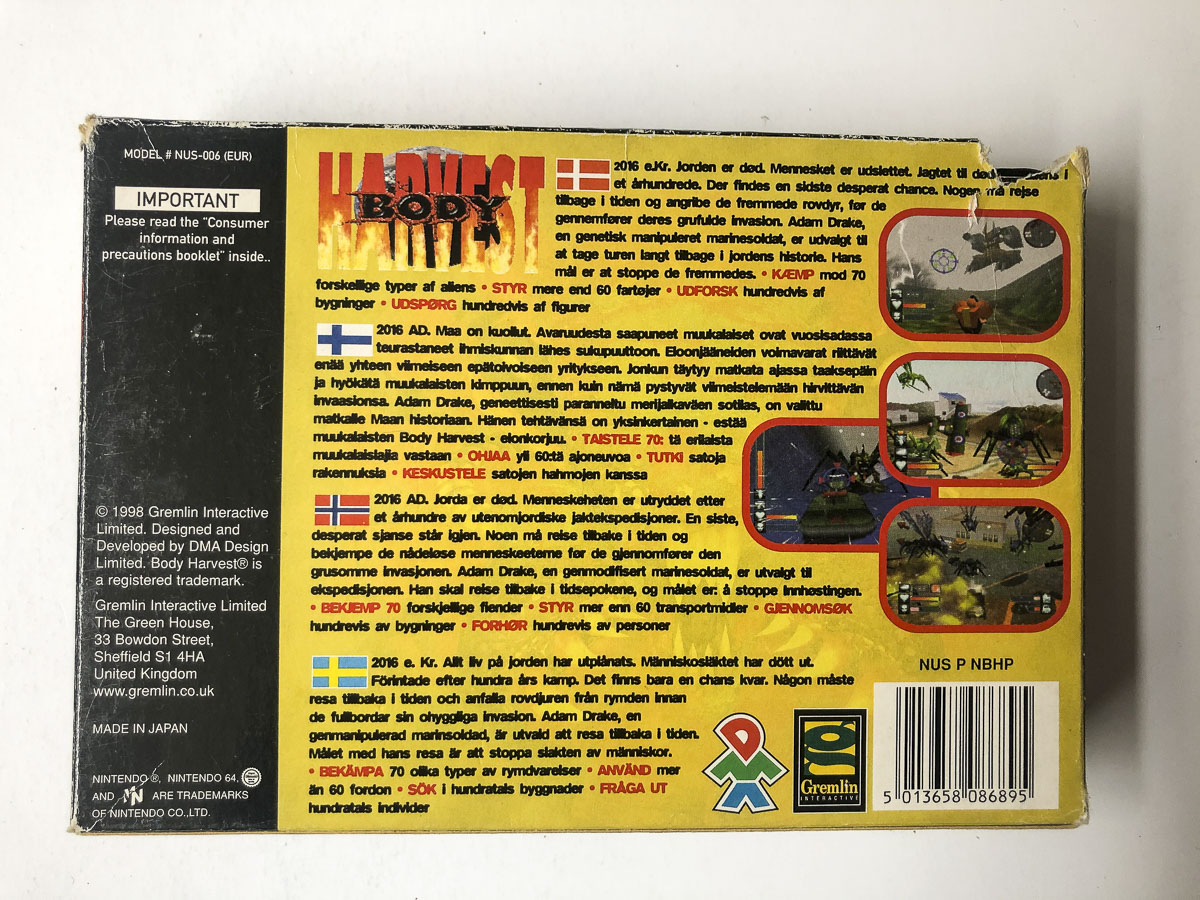 MODEL # NUS-006 (EUR)
IMPORTANT
Please read the "Consumer
information and
precautions booklet" inside..
© 1998 Gremlin Interactive
Limited. Designed and
Developed by DMA Design
Limited. Body Harvest® is
a registered trademark.
Gremlin Interactive Limited
The Green House,
33 Bowdon Street,
Sheffield S1 4HA
United Kingdom
www.gremlin.co.uk
MADE IN JAPAN
NINTENDO®, NINTENDO 64,
AND N ARE TRADEMARKS
OF NINTENDO CO.,LTD.
HARVEST
BODY
2016 e.Kr. Jorden er død. Mennesket er udslettet. Jagtet til død i
et århundrede. Der findes en sidste desperat chance. Nogen må rejse
tilbage i tiden og angribe de fremmede rovdyr, før de
gennemfører deres grufulde invasion. Adam Drake,
en genetisk manipuleret marinesoldat, er udvalgt til
at tage turen langt tilbage i jordens historie. Hans
mål er at stoppe de fremmedes. • KÆMP mod 70
forskellige typer af aliens • STYR mere end 60 fartøjer • UDFORSK hundredvis af
bygninger • UDSPØRG hundredvis af figurer
2016 AD. Maa on kuollut. Avaruudesta saapuneet muukalaiset ovat vuosisadassa
teurastaneet ihmiskunnan lähes sukupuuttoon. Eloonjääneiden voimavarat riittävät
enää yhteen viimeiseen epätoivoiseen yritykseen. Jonkun täytyy matkata ajassa taaksepäin
ja hyökätä muukalaisten kimppuun, ennen kuin nämä pystyvät viimeistelemään hirvittävän
invaasionsa. Adam Drake, geneettisesti paranneltu merijalkaväen sotilas, on valittu
matkalle Maan historiaan. Hänen tehtävänsä on yksinkertainen - estää
muukalaisten Body Harvest - elonkorjuu. • TAISTELE 70: tä erilaista
muukalaislajia vastaan • OHJAA yli 60:tä ajoneuvoa • TUTKI satoja
rakennuksia • KESKUSTELE satojen hahmojen kanssa
2016 AD. Jorda er død. Menneskeheten er utryddet etter
et århundre av utenomjordiske jaktekspedisjoner. En siste,
desperat sjanse står igjen. Noen må reise tilbake i tiden og
bekjempe de nådeløse menneskeeterne før de gjennomfører den
grusomme invasjonen. Adam Drake, en genmodifisert marinesoldat, er utvalgt til
ekspedisjonen. Han skal reise tilbake i tidsepokene, og målet er: å stoppe Innhøstingen.
• BEKJEMP 70 forskjellige fiender • STYR mer enn 60 transportmidler • GJENNOMSØK
hundrevis av bygninger • FORHØR hundrevis av personer
2016 e. Kr. Allt liv på jorden har utplånats. Människosläktet har dött ut.
Förintade efter hundra års kamp. Det finns bara en chans kvar. Någon måste
resa tillbaka i tiden och anfalla rovdjuren från rymden innan
de fullbordar sin ohyggliga invasion. Adam Drake, en
genmanipulerad marinsoldad, är utvald att resa tillbaka i tiden.
Målet med hans resa är att stoppa slakten av människor.
• BEKÄMPA 70 olika typer av rymdvarelser • ANVÄND mer
än 60 fordon • SÖK i hundratals byggnader • FRÅGA UT
hundratals individer
DMA
Gremlin
INTERACTIVE
NUS P NBHP
5 013658 086895